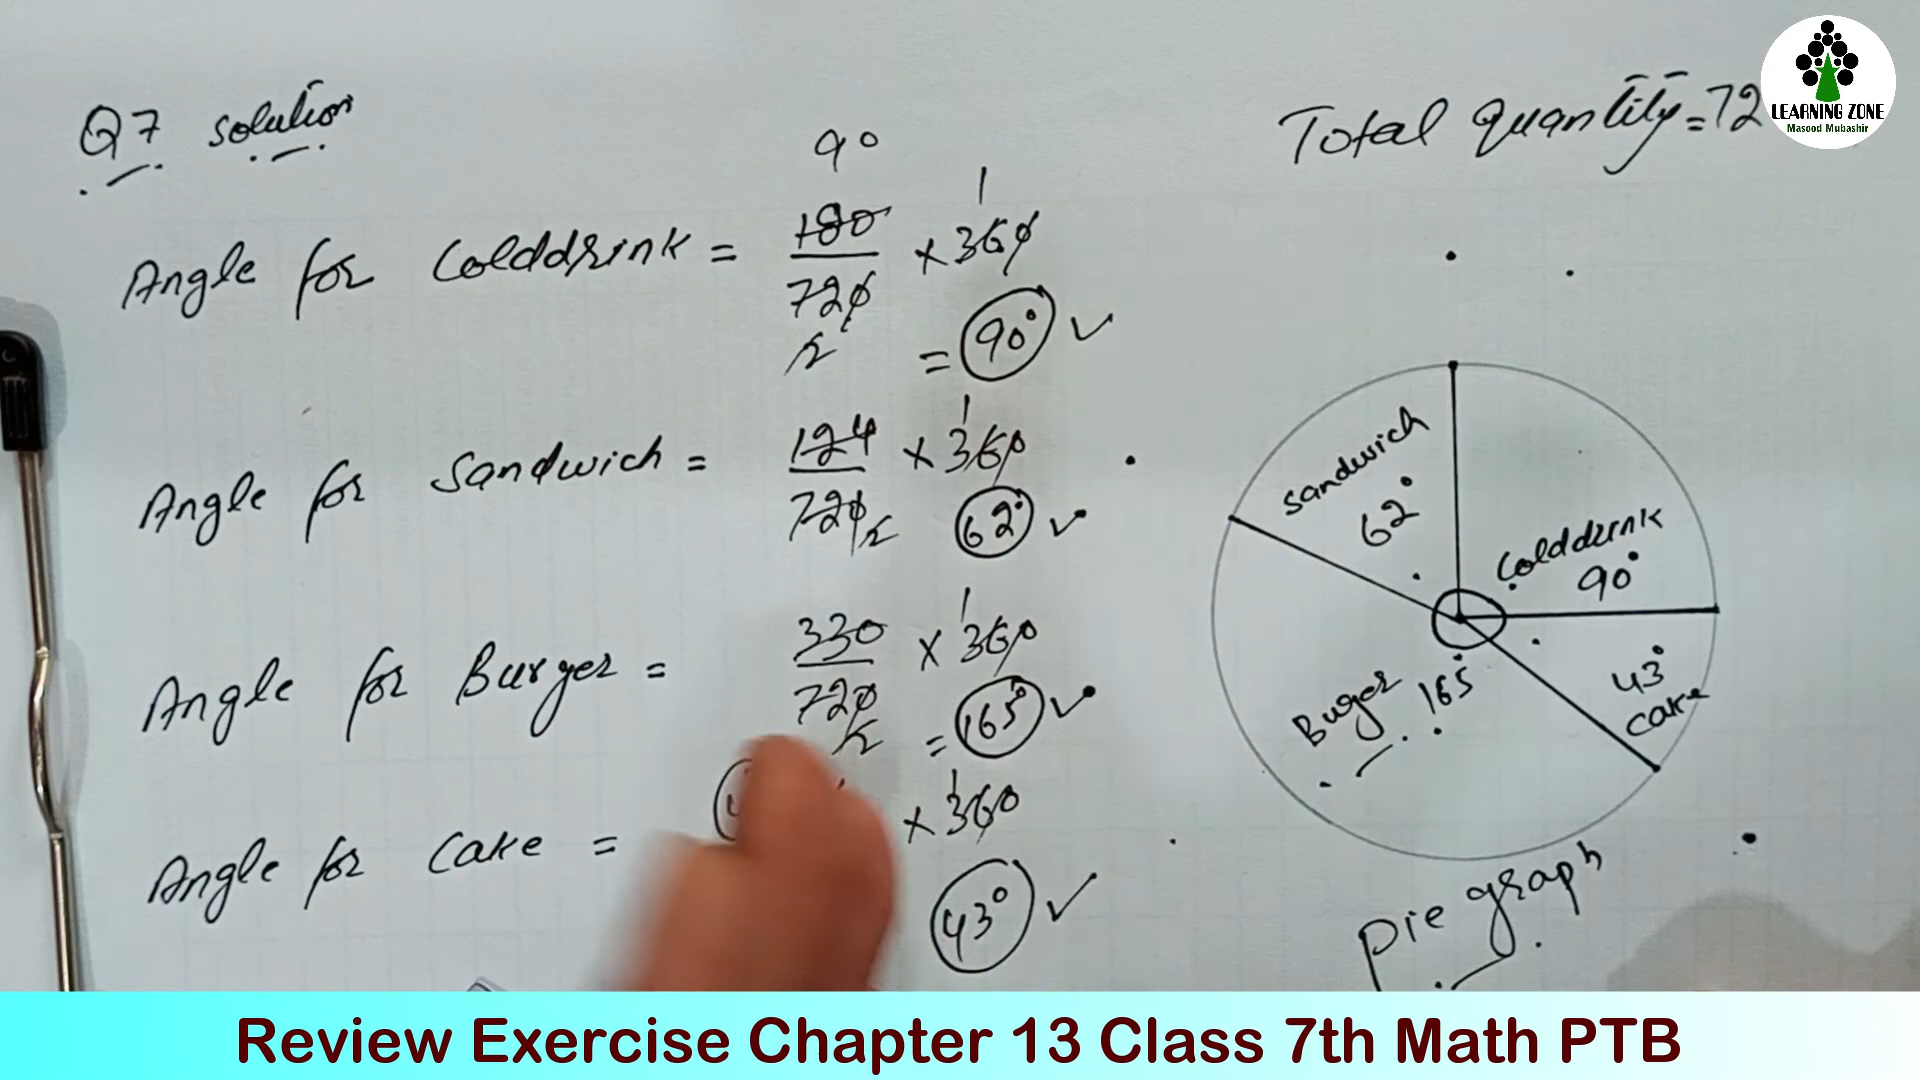 Q7 solution
Total quantity = 72
LEARNING ZONE
Masood Mubashir
90
1
Angle for Colddrink = 180/720 × 360
2
= 90° ✓
1
Angle for Sandwich = 124/720 × 360
2
62° ✓
1
Angle for Burger = 330/720 × 360
2
= 165° ✓
1
Angle for Cake = × 360
43° ✓
sandwich
62°
Colddrink
90°
43°
cake
Buger 165°
Pie graph
Review Exercise Chapter 13 Class 7th Math PTB